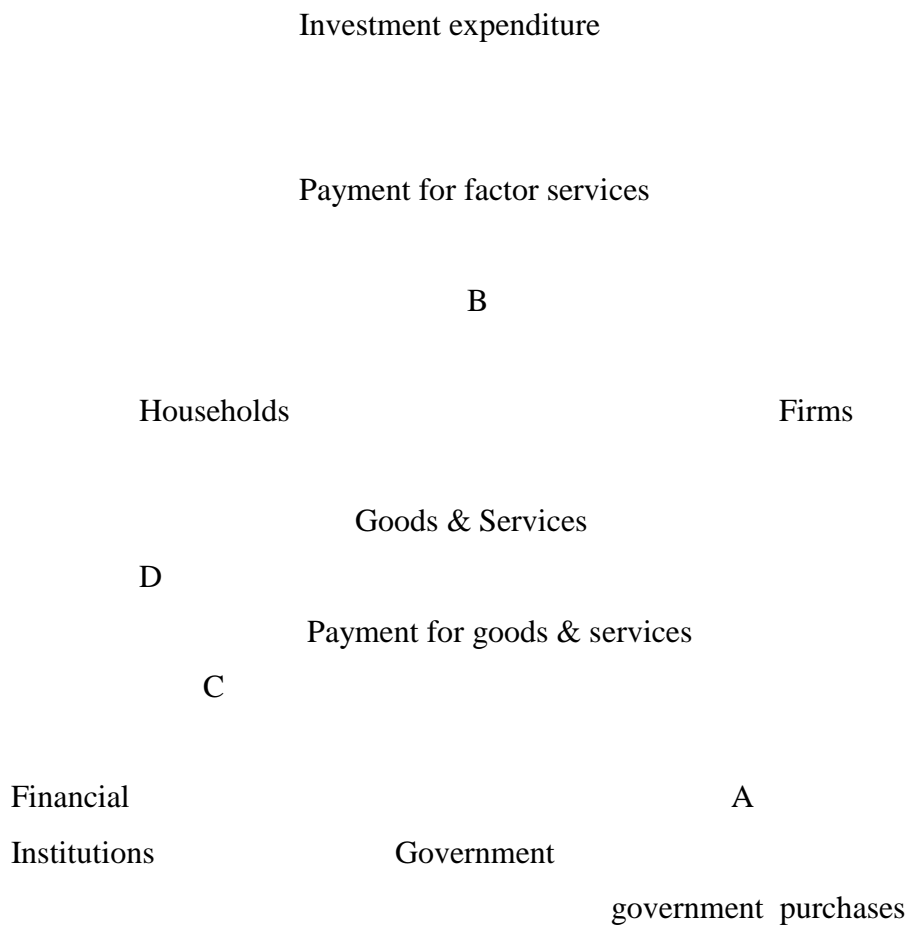 Investment expenditure
Payment for factor services
B
Households Firms
Goods & Services
D
Payment for goods & services
C
Financial A
Institutions Government
government purchases